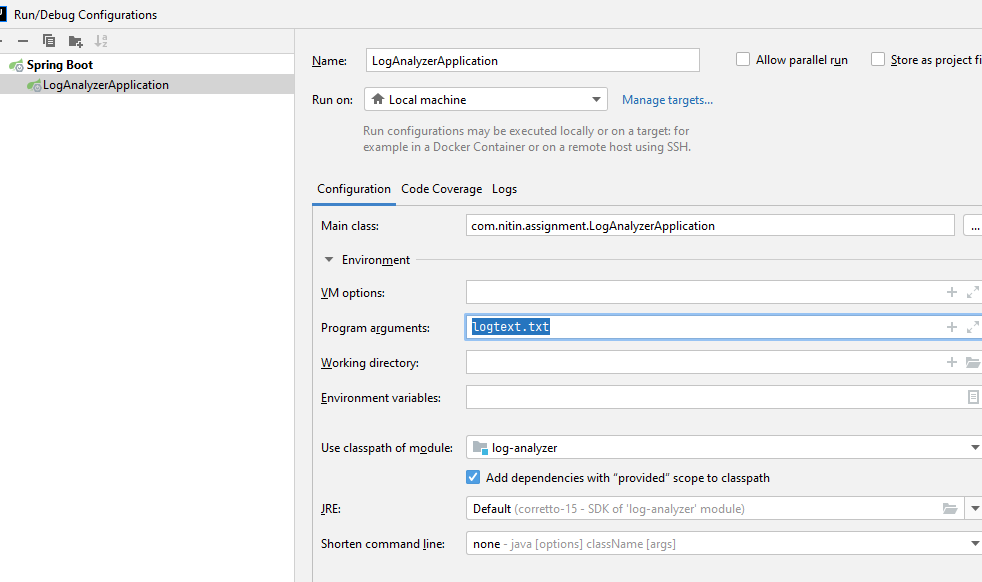 Run/Debug Configurations
Spring Boot
LogAnalyzerApplication
Name: LogAnalyzerApplication Allow parallel run Store as project
Run on: Local machine Manage targets...
Run configurations may be executed locally or on a target: for
example in a Docker Container or on a remote host using SSH.
Configuration Code Coverage Logs
Main class: com.nitin.assignment.LogAnalyzerApplication ...
Environment
VM options:
Program arguments: logtext.txt
Working directory:
Environment variables:
Use classpath of module: log-analyzer
Add dependencies with “provided” scope to classpath
JRE: Default (corretto-15 - SDK of 'log-analyzer' module)
Shorten command line: none - java [options] className [args]